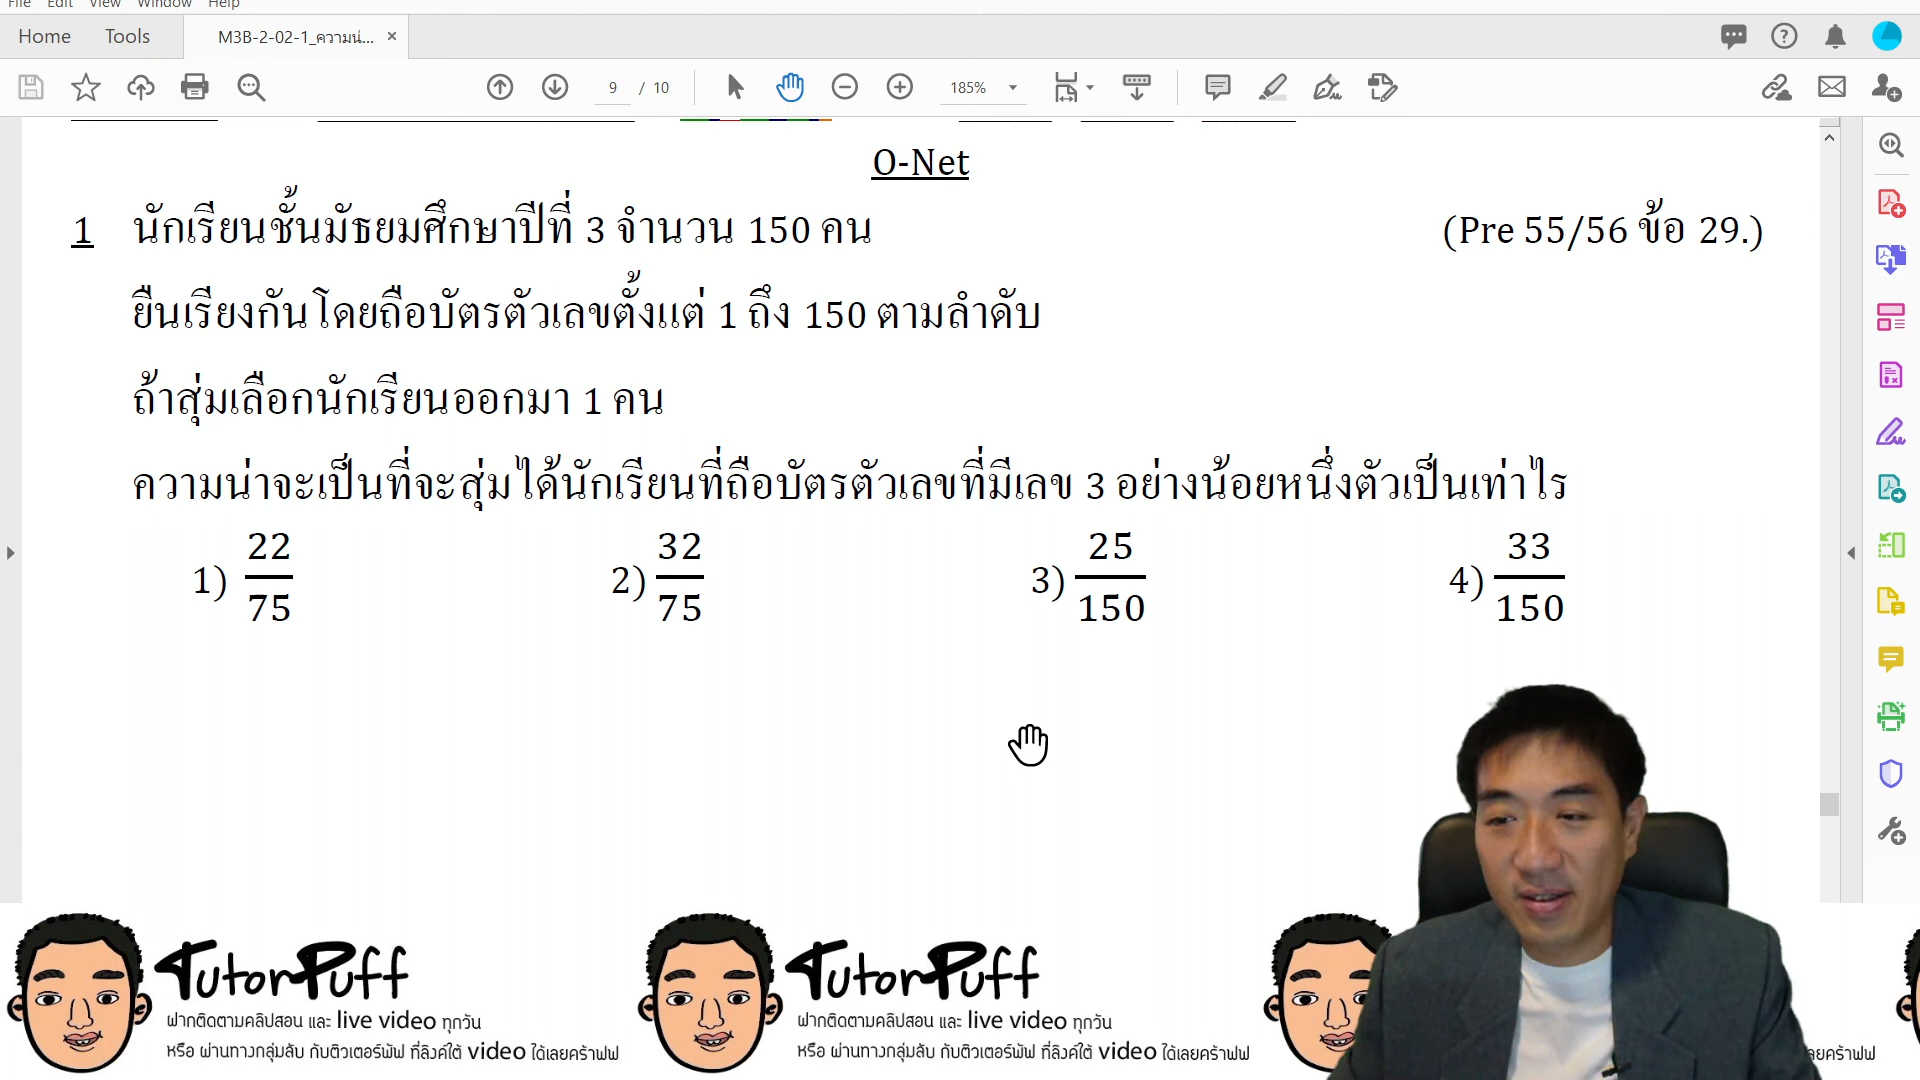 File Edit View Window Help
Home Tools M3B-2-02-1_ความน่... ×
9 / 10 185%
O-Net
1 นักเรียนชั้นมัธยมศึกษาปีที่ 3 จำนวน 150 คน (Pre 55/56 ข้อ 29.)
ยืนเรียงกันโดยถือบัตรตัวเลขตั้งแต่ 1 ถึง 150 ตามลำดับ
ถ้าสุ่มเลือกนักเรียนออกมา 1 คน
ความน่าจะเป็นที่จะสุ่มได้นักเรียนที่ถือบัตรตัวเลขที่มีเลข 3 อย่างน้อยหนึ่งตัวเป็นเท่าไร
1) 22/75 2) 32/75 3) 25/150 4) 33/150
TutorPuff TutorPuff
ฝากติดตามคลิปสอน และ live video ทุกวัน ฝากติดตามคลิปสอน และ live video ทุกวัน
หรือ ผ่านทางกลุ่มลับ กับติวเตอร์พัฟ ที่ลิงค์ใต้ video ได้เลยคร้าฟฟ หรือ ผ่านทางกลุ่มลับ กับติวเตอร์พัฟ ที่ลิงค์ใต้ video ได้เลยคร้าฟฟ ลยคร้าฟฟ